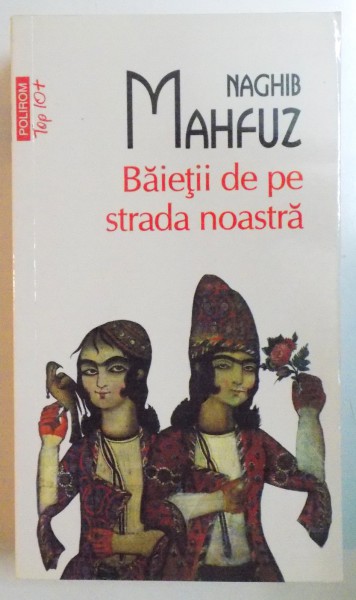 POLIROM
Top 10+
NAGHIB
MAHFUZ
Băieţii de pe
strada noastră